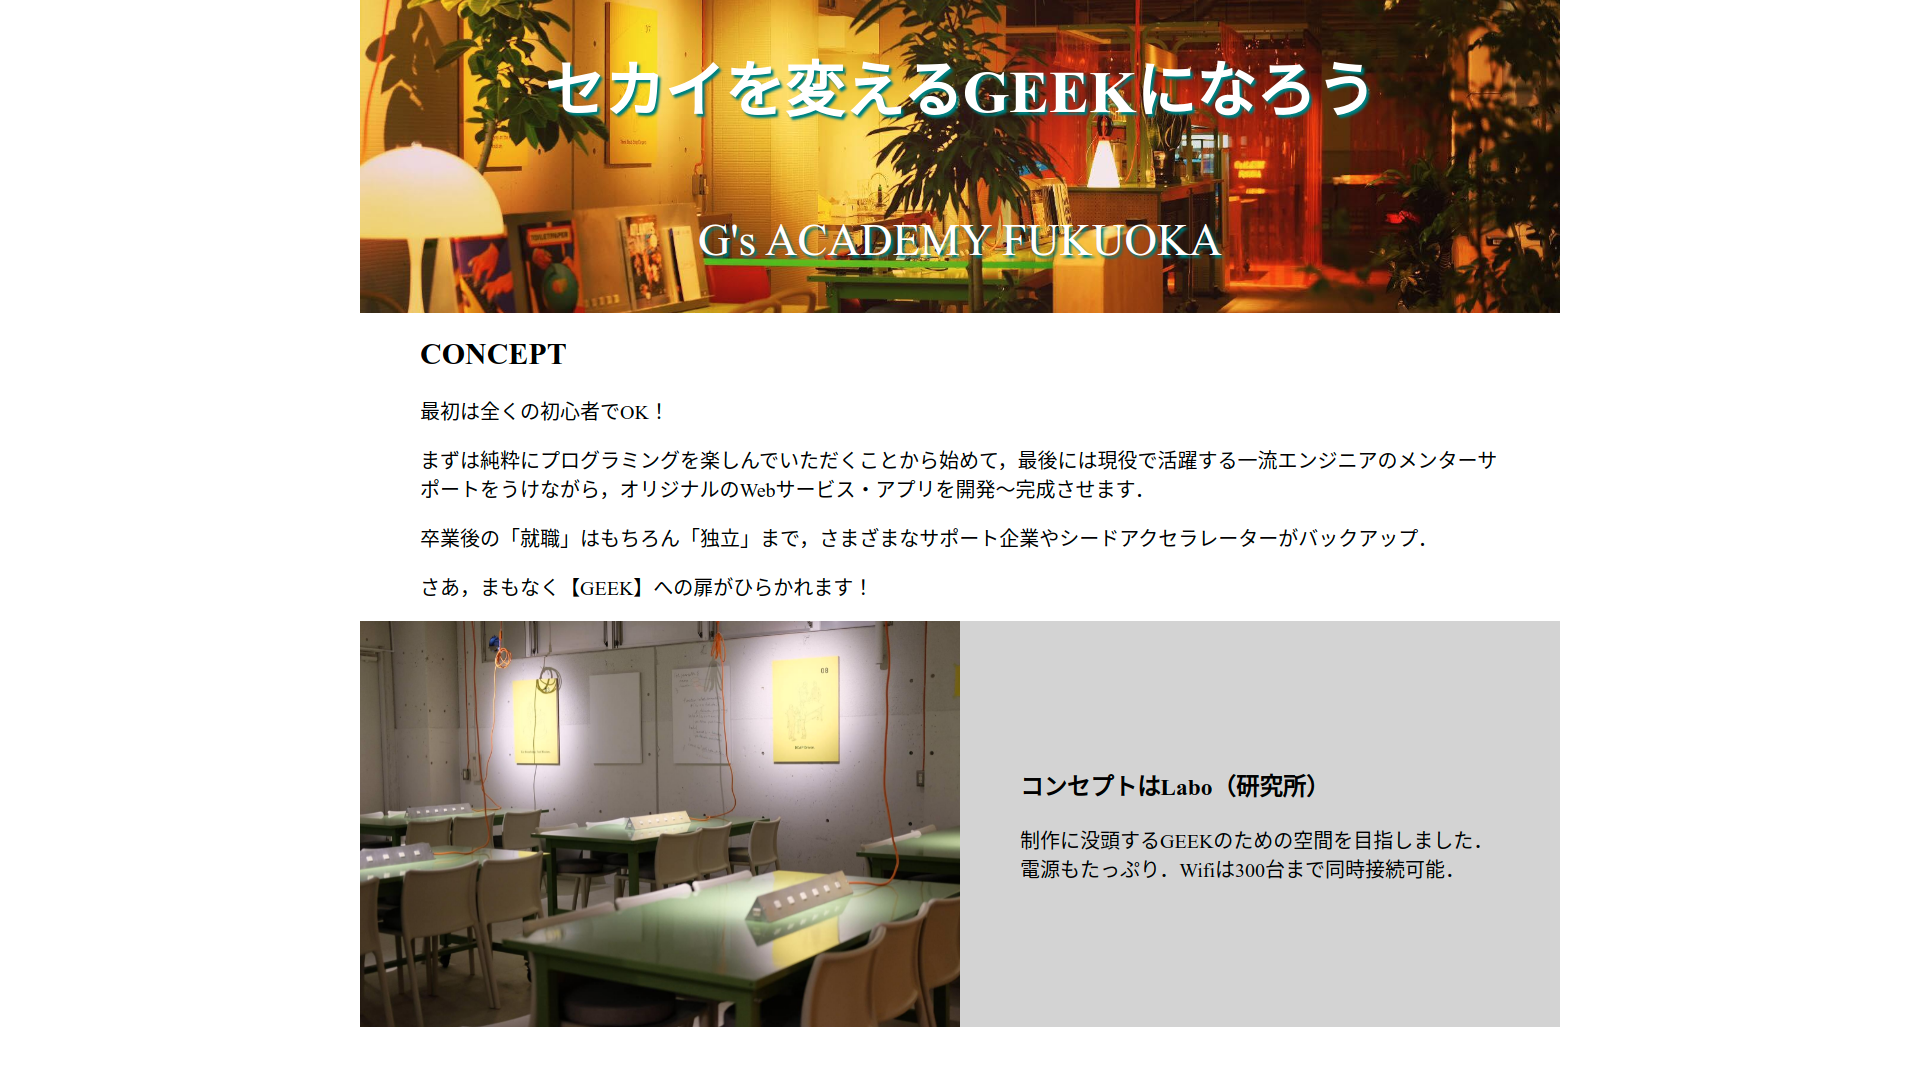 セカイを変えるGEEKになろう
G's ACADEMY FUKUOKA
CONCEPT
最初は全くの初心者でOK！
まずは純粋にプログラミングを楽しんでいただくことから始めて，最後には現役で活躍する一流エンジニアのメンターサ
ポートをうけながら，オリジナルのWebサービス・アプリを開発〜完成させます．
卒業後の「就職」はもちろん「独立」まで，さまざまなサポート企業やシードアクセラレーターがバックアップ．
さあ，まもなく【GEEK】への扉がひらかれます！
08
コンセプトはLabo（研究所）
制作に没頭するGEEKのための空間を目指しました．
電源もたっぷり．Wifiは300台まで同時接続可能．